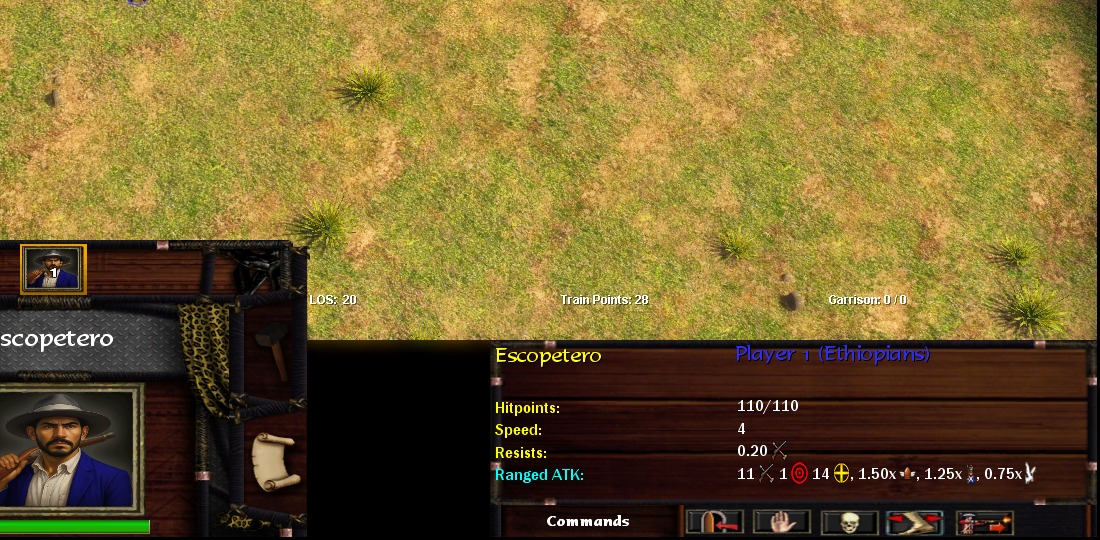 1
LOS: 20
Train Points: 28
Garrison: 0 / 0
scopetero
Escopetero
Player 1 (Ethiopians)
Hitpoints: 110/110
Speed: 4
Resists: 0.20
Ranged ATK: 11 1 14 , 1.50x , 1.25x , 0.75x
Commands